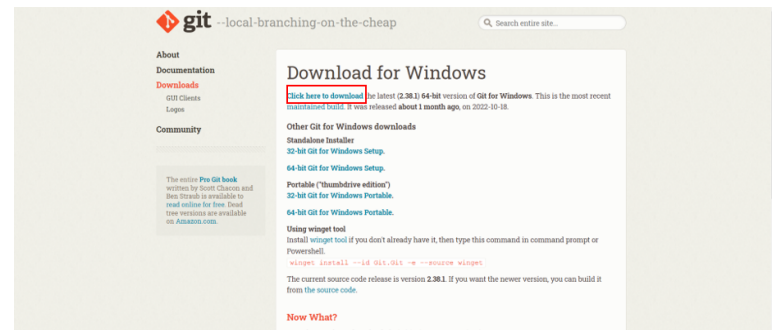 git --local-branching-on-the-cheap
Search entire site...
About
Documentation
Downloads
GUI Clients
Logos
Community
The entire Pro Git book
written by Scott Chacon and
Ben Straub is available to
read online for free. Dead
tree versions are available
on Amazon.com.
Download for Windows
Click here to download the latest (2.38.1) 64-bit version of Git for Windows. This is the most recent
maintained build. It was released about 1 month ago, on 2022-10-18.
Other Git for Windows downloads
Standalone Installer
32-bit Git for Windows Setup.
64-bit Git for Windows Setup.
Portable ("thumbdrive edition")
32-bit Git for Windows Portable.
64-bit Git for Windows Portable.
Using winget tool
Install winget tool if you don't already have it, then type this command in command prompt or
Powershell.
winget install --id Git.Git -e --source winget
The current source code release is version 2.38.1. If you want the newer version, you can build it
from the source code.
Now What?